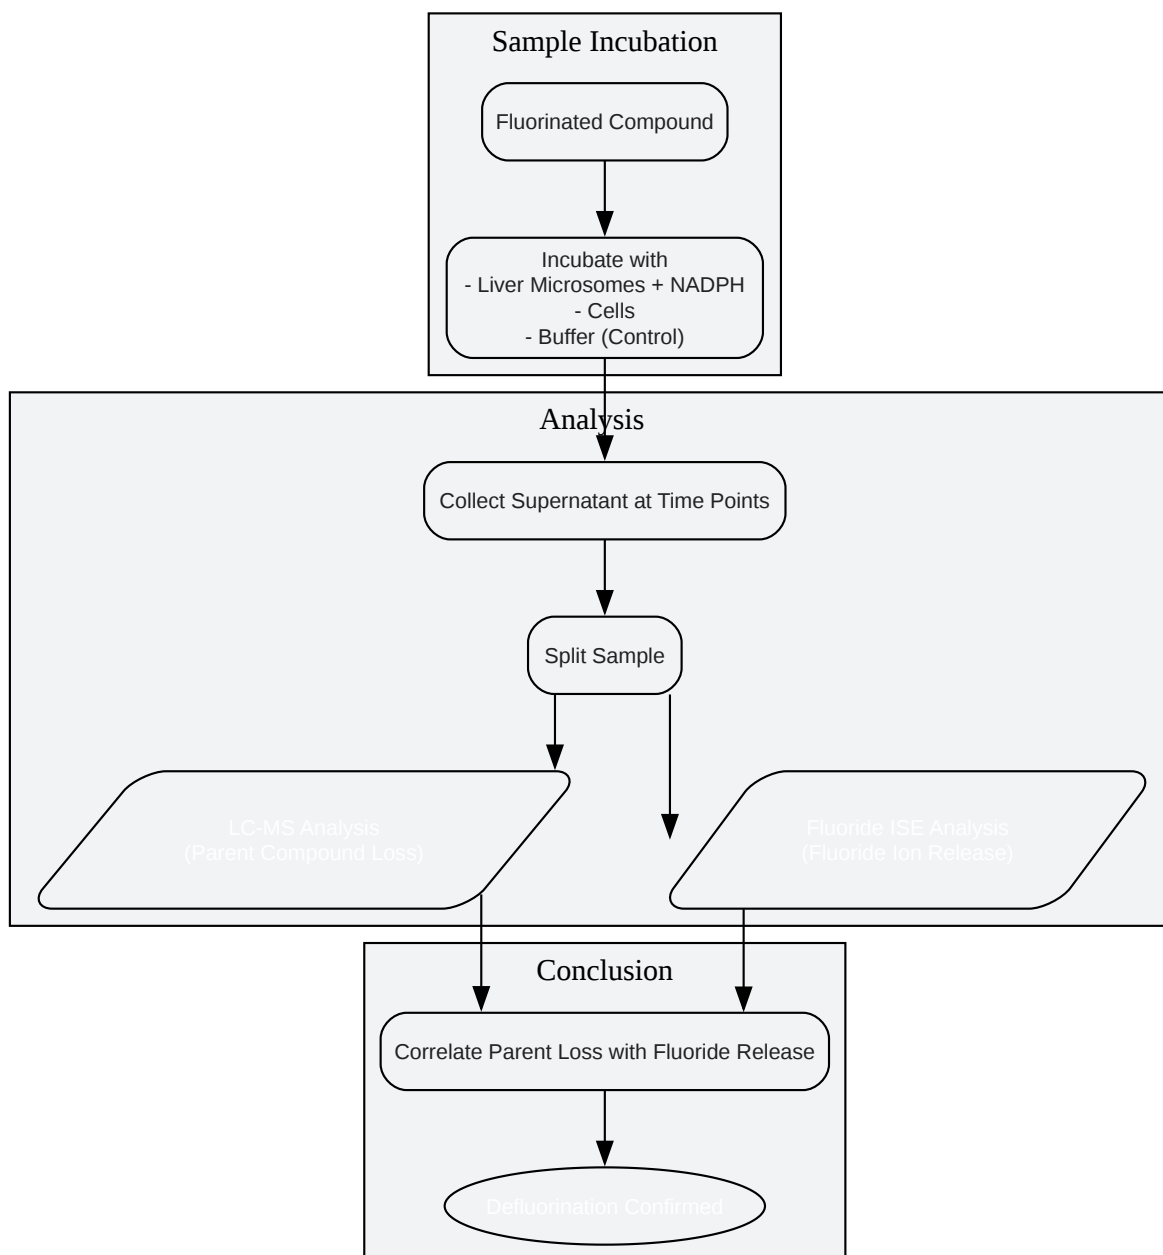 Sample Incubation
Fluorinated Compound
Incubate with
- Liver Microsomes + NADPH
- Cells
- Buffer (Control)
Analysis
Collect Supernatant at Time Points
Split Sample
LC-MS Analysis
(Parent Compound Loss)
Fluoride ISE Analysis
(Fluoride Ion Release)
Conclusion
Correlate Parent Loss with Fluoride Release
Defluorination Confirmed